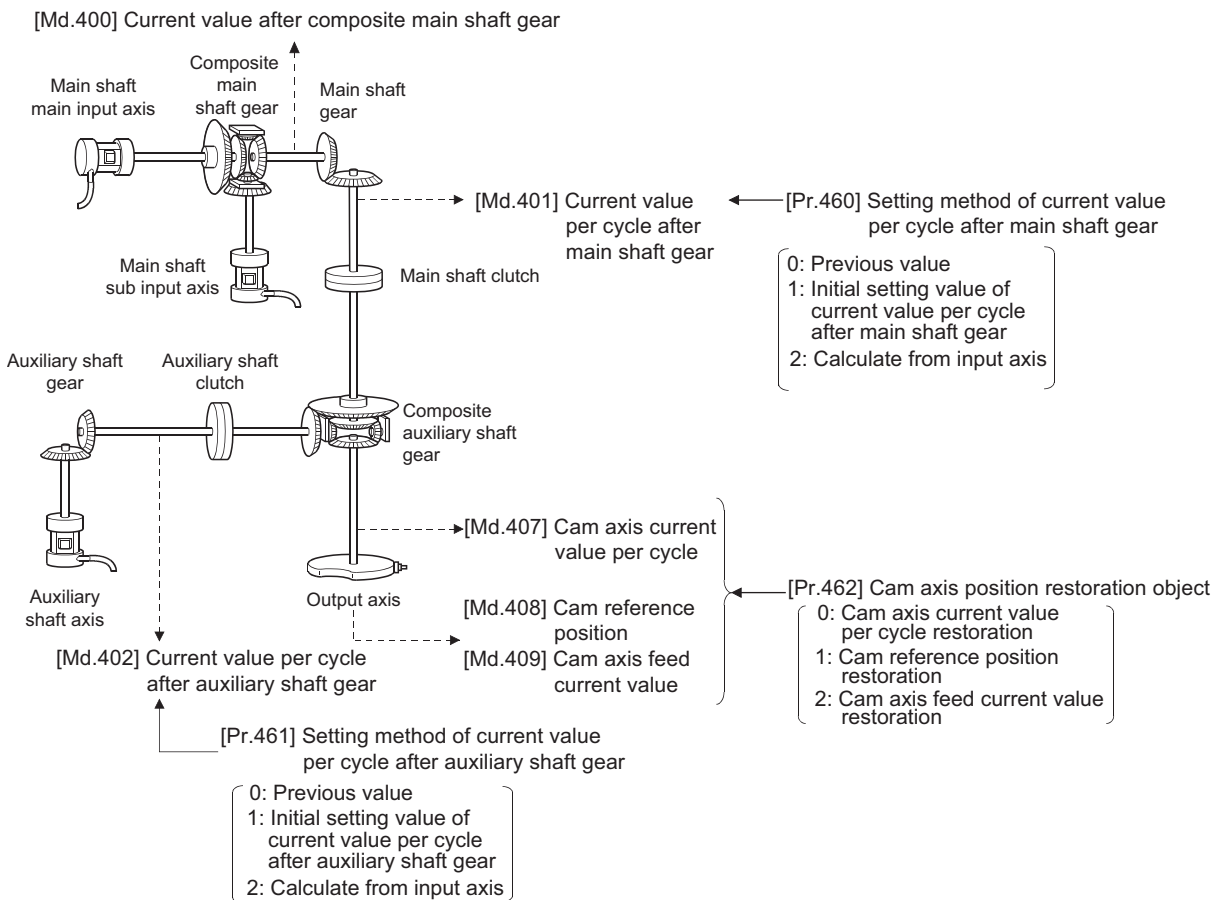 [Md.400] Current value after composite main shaft gear
Main shaft
main input axis
Composite
main
shaft gear
Main shaft
gear
[Md.401] Current value
per cycle after
main shaft gear
[Pr.460] Setting method of current value
per cycle after main shaft gear
0: Previous value
1: Initial setting value of
current value per cycle
after main shaft gear
2: Calculate from input axis
Main shaft
sub input axis
Main shaft clutch
Auxiliary shaft
gear
Auxiliary shaft
clutch
Composite
auxiliary shaft
gear
Auxiliary
shaft axis
Output axis
[Md.407] Cam axis current
value per cycle
[Md.408] Cam reference
position
[Md.409] Cam axis feed
current value
[Pr.462] Cam axis position restoration object
0: Cam axis current value
per cycle restoration
1: Cam reference position
restoration
2: Cam axis feed current value
restoration
[Md.402] Current value per cycle
after auxiliary shaft gear
[Pr.461] Setting method of current value
per cycle after auxiliary shaft gear
0: Previous value
1: Initial setting value of
current value per cycle
after auxiliary shaft gear
2: Calculate from input axis